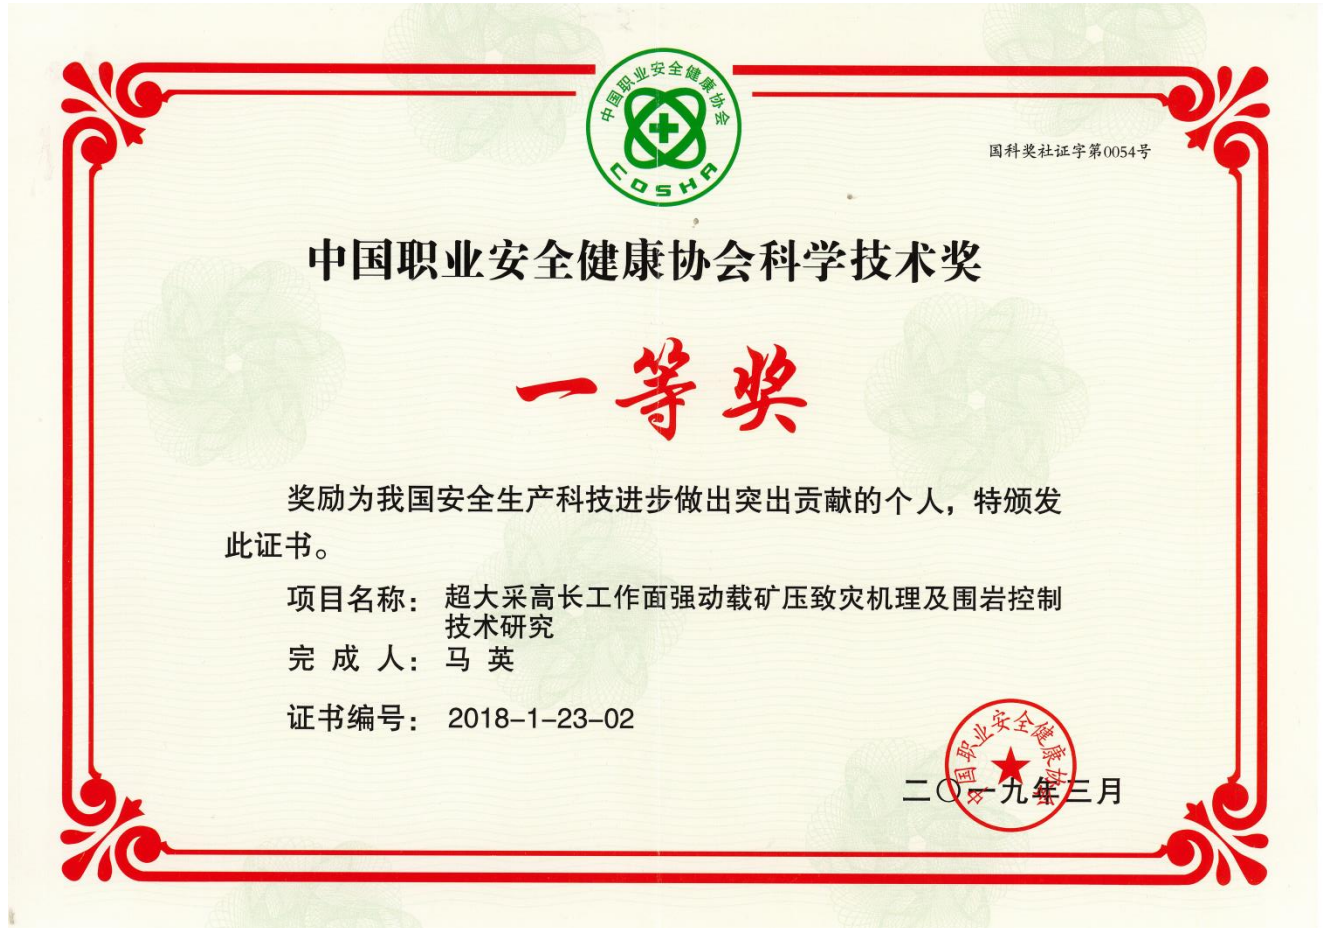 中国职业安全健康协会
COSHA
国科奖社证字第0054号
中国职业安全健康协会科学技术奖
一等奖
奖励为我国安全生产科技进步做出突出贡献的个人，特颁发
此证书。
项目名称：超大采高长工作面强动载矿压致灾机理及围岩控制
技术研究
完成人：马英
证书编号：2018-1-23-02
中国职业安全健康协会
二〇一九年三月